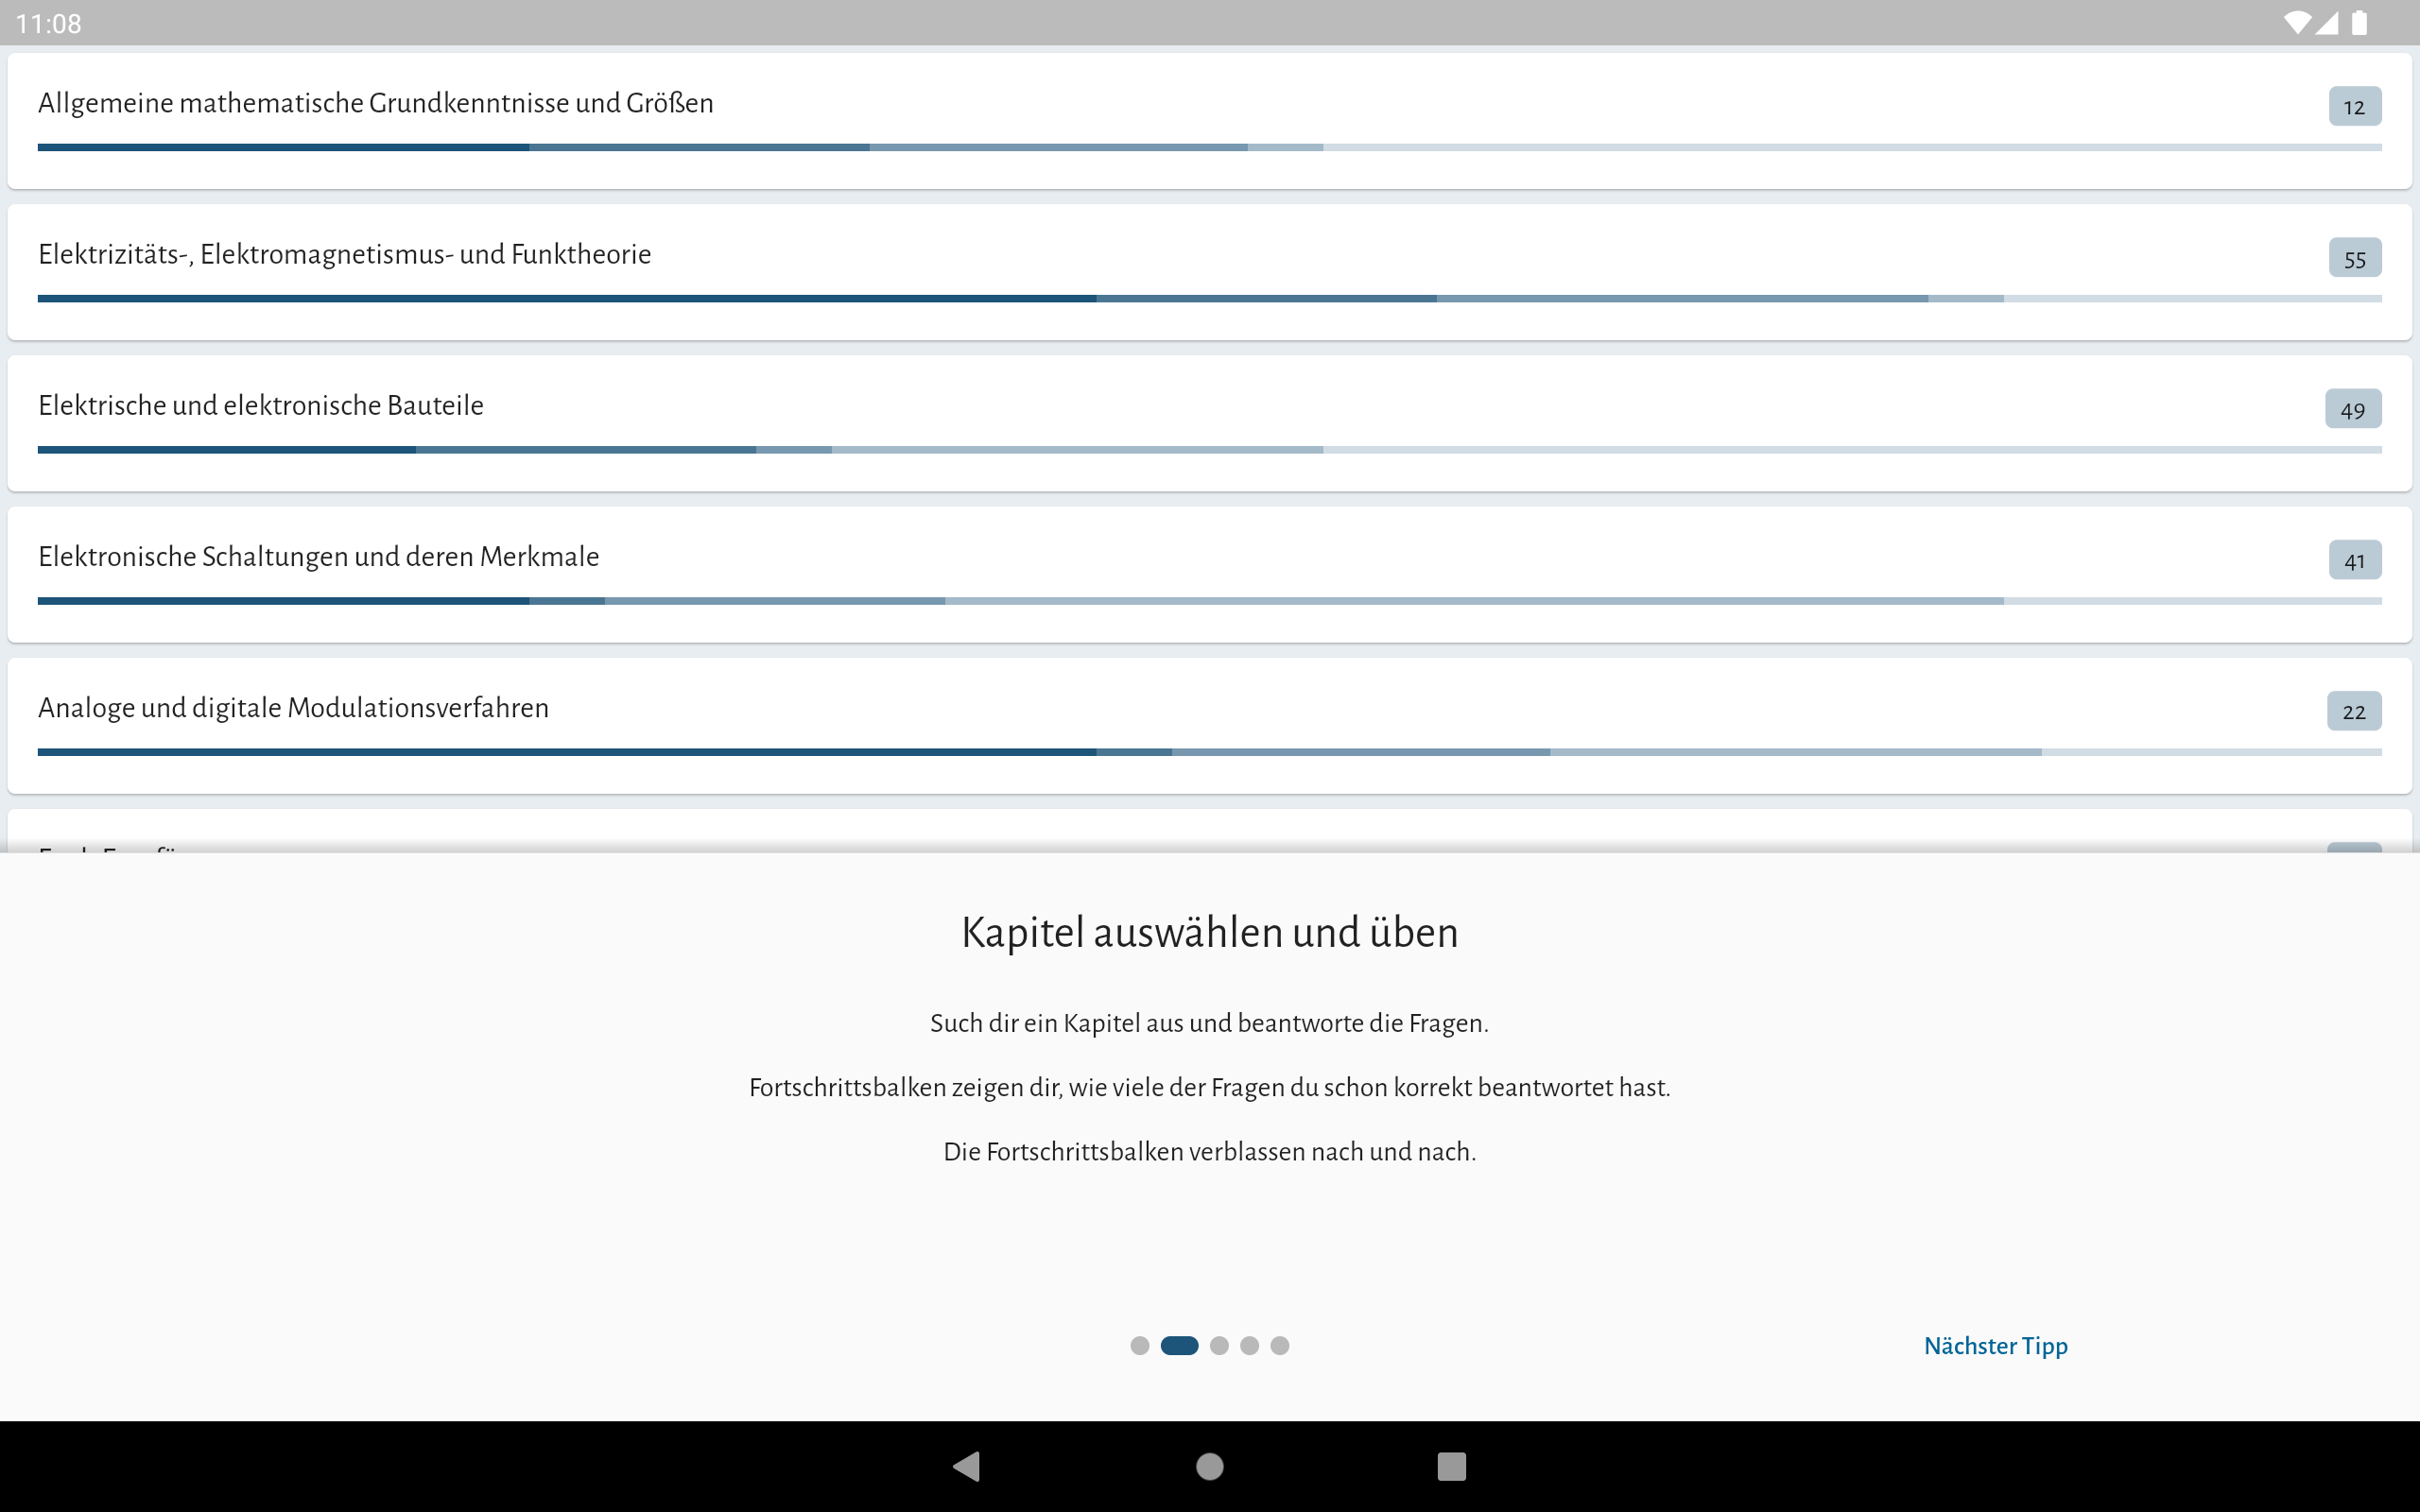 11:08
Allgemeine mathematische Grundkenntnisse und Größen 12
Elektrizitäts-, Elektromagnetismus- und Funktheorie 55
Elektrische und elektronische Bauteile 49
Elektronische Schaltungen und deren Merkmale 41
Analoge und digitale Modulationsverfahren 22
Kapitel auswählen und üben
Such dir ein Kapitel aus und beantworte die Fragen.
Fortschrittsbalken zeigen dir, wie viele der Fragen du schon korrekt beantwortet hast.
Die Fortschrittsbalken verblassen nach und nach.
Nächster Tipp